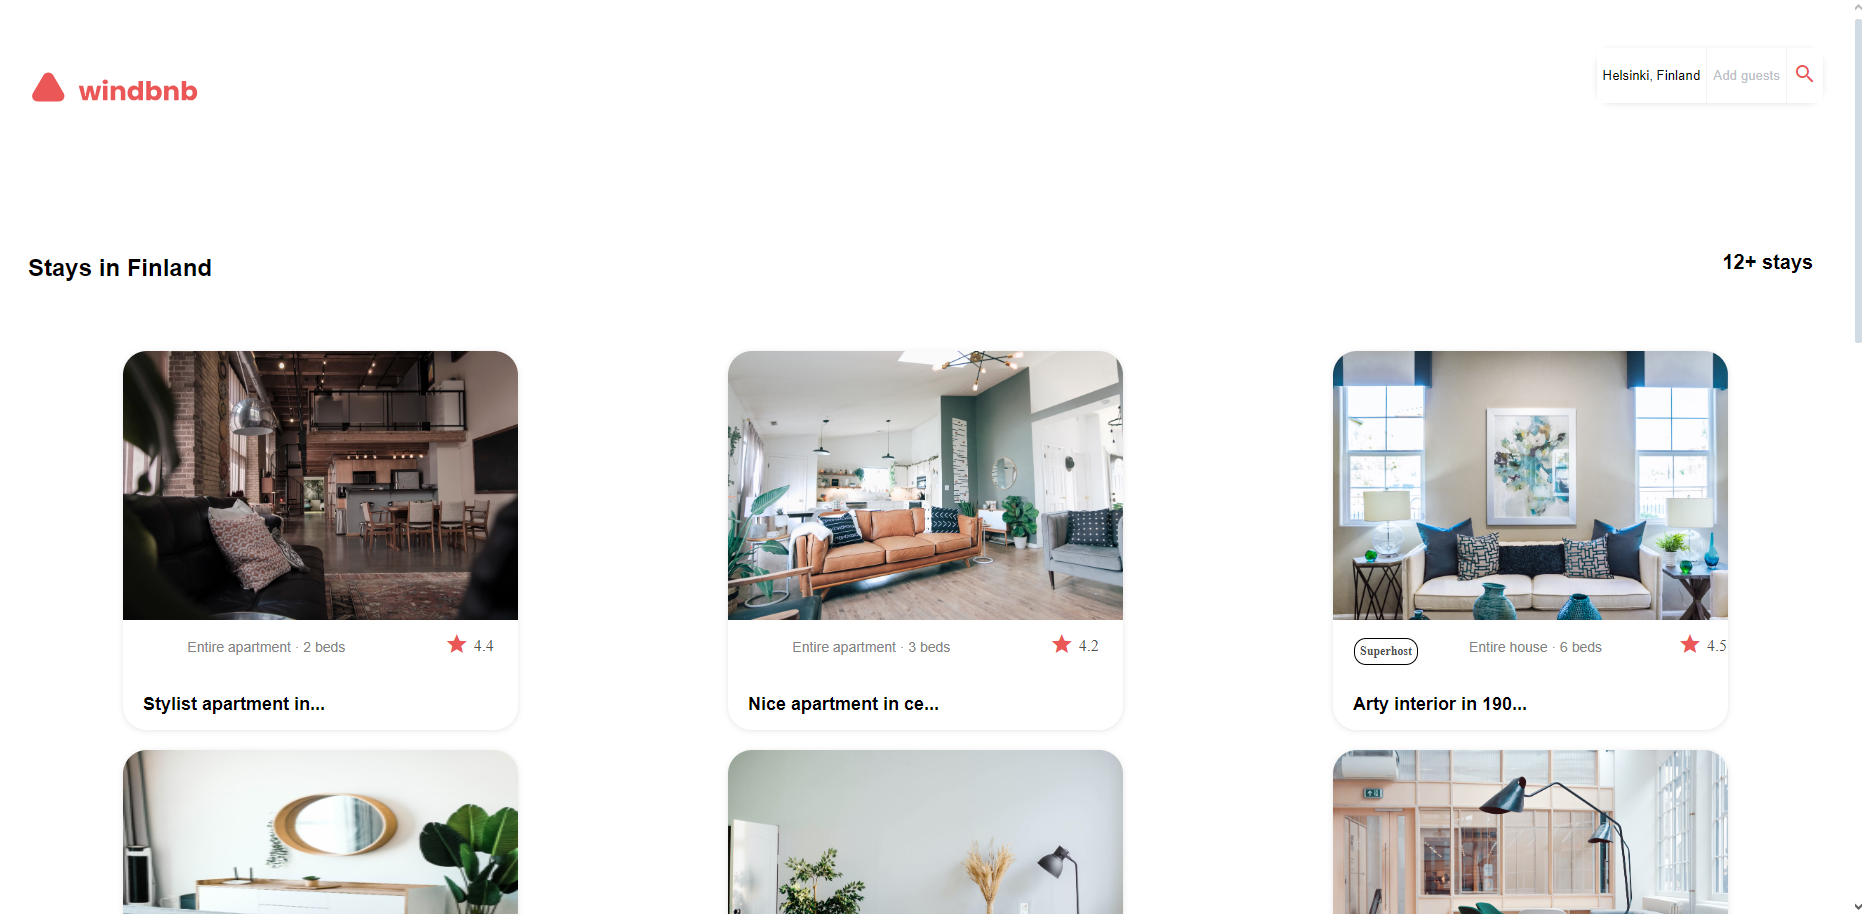 windbnb
Helsinki, Finland
Add guests
Stays in Finland
12+ stays
Entire apartment · 2 beds
4.4
Stylist apartment in...
Entire apartment · 3 beds
4.2
Nice apartment in ce...
Superhost
Entire house · 6 beds
4.5
Arty interior in 190...